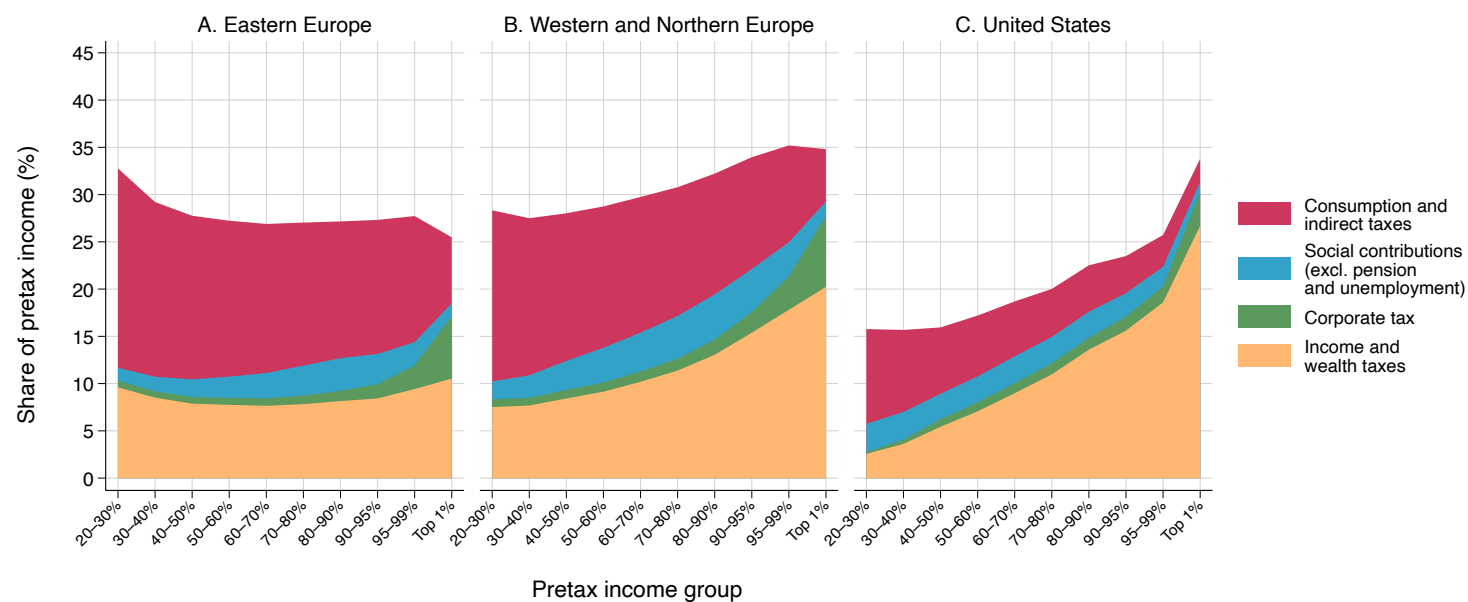 A. Eastern Europe
B. Western and Northern Europe
C. United States
Share of pretax income (%)
45
40
35
30
25
20
15
10
5
0
20–30%
30–40%
40–50%
50–60%
60–70%
70–80%
80–90%
90–95%
95–99%
Top 1%
20–30%
30–40%
40–50%
50–60%
60–70%
70–80%
80–90%
90–95%
95–99%
Top 1%
20–30%
30–40%
40–50%
50–60%
60–70%
70–80%
80–90%
90–95%
95–99%
Top 1%
Pretax income group
Consumption and
indirect taxes
Social contributions
(excl. pension
and unemployment)
Corporate tax
Income and
wealth taxes